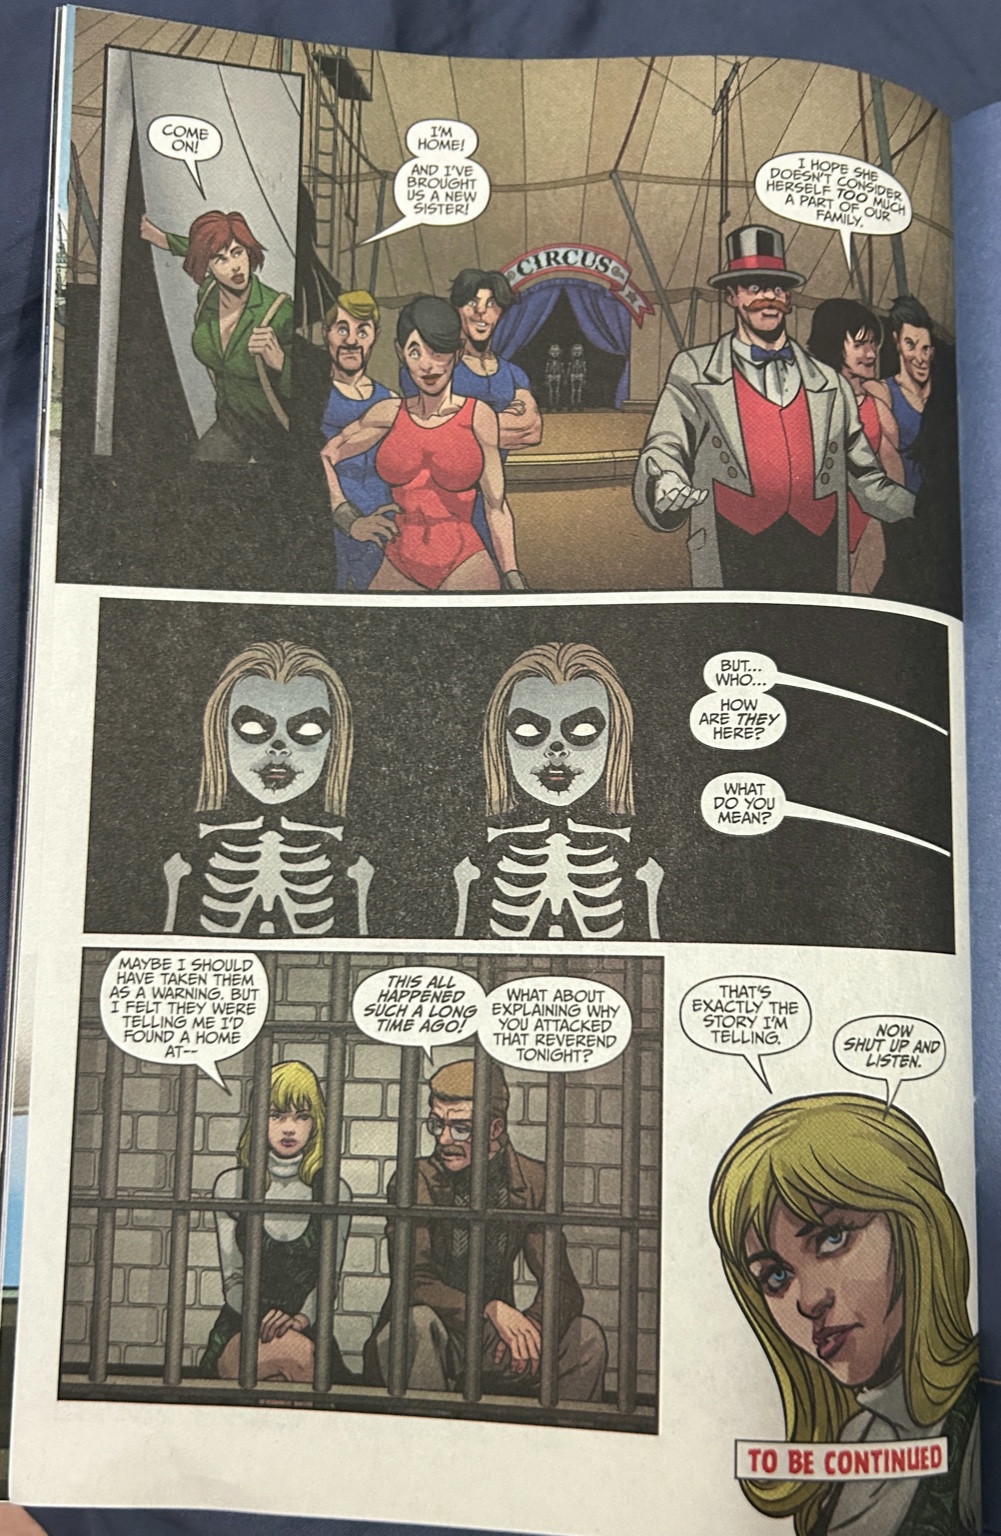 COME
ON!
I'M
HOME!
AND I'VE
BROUGHT
US A NEW
SISTER!
I HOPE SHE
DOESN'T CONSIDER
HERSELF TOO MUCH
A PART OF OUR
FAMILY.
CIRCUS
BUT...
WHO...
HOW
ARE THEY
HERE?
WHAT
DO YOU
MEAN?
MAYBE I SHOULD
HAVE TAKEN THEM
AS A WARNING. BUT
I FELT THEY WERE
TELLING ME I'D
FOUND A HOME
AT--
THIS ALL
HAPPENED
SUCH A LONG
TIME AGO!
WHAT ABOUT
EXPLAINING WHY
YOU ATTACKED
THAT REVEREND
TONIGHT?
THAT'S
EXACTLY THE
STORY I'M
TELLING.
NOW
SHUT UP AND
LISTEN.
TO BE CONTINUED